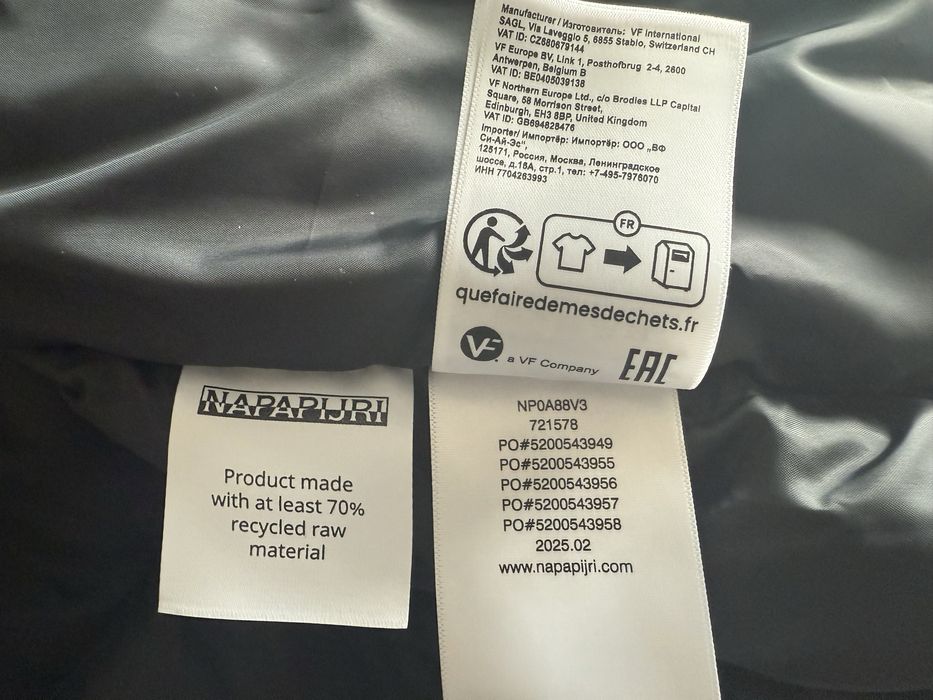 Manufacturer / Изготовитель: VF International
SAGL, Via Laveggio 5, 6855 Stabio, Switzerland CH
VAT ID: CZ680679144
VF Europe BV, Link 1, Posthofbrug 2-4, 2600
Antwerpen, Belgium B
VAT ID: BE0405039138
VF Northern Europe Ltd., c/o Brodies LLP Capital
Square, 58 Morrison Street,
Edinburgh, EH3 8BP, United Kingdom
VAT ID: GB694828476
Importer/ Импортёр: Импортёр: ООО „ВФ
Си-Ай-Эс“,
125171, Россия, Москва, Ленинградское
шоссе, д.16А, стр.1, тел: +7-495-7976070
ИНН 7704263993
FR
quefairedemesdechets.fr
VF
a VF Company
EAC
NAPAPIJRI
Product made
with at least 70%
recycled raw
material
NP0A88V3
721578
PO#5200543949
PO#5200543955
PO#5200543956
PO#5200543957
PO#5200543958
2025.02
www.napapijri.com